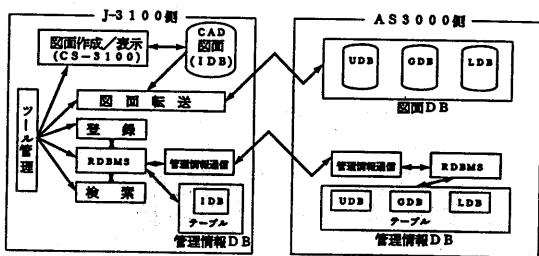 J-3100側
図面作成／表示
(CS-3100)
CAD
図面
(IDB)
図面転送
ツール管理
登録
RDBMS
検索
管理情報通信
IDB
テーブル
管理情報DB
AS3000側
UDB
GDB
LDB
図面DB
管理情報通信
RDBMS
UDB
GDB
LDB
テーブル
管理情報DB